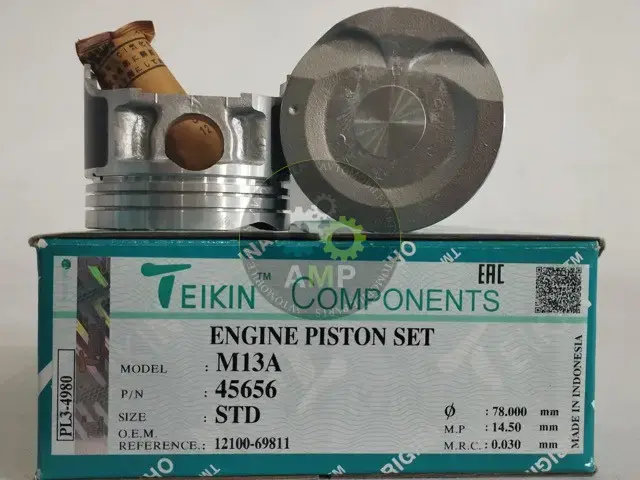 AMP
TEIKIN™ COMPONENTS
EAC
ENGINE PISTON SET
MODEL : M13A
P/N : 45656
SIZE : STD
O.E.M.
REFERENCE. : 12100-69811
Ø : 78.000 mm
M.P : 14.50 mm
M.R.C : 0.030 mm
PL3-4980
MADE IN INDONESIA